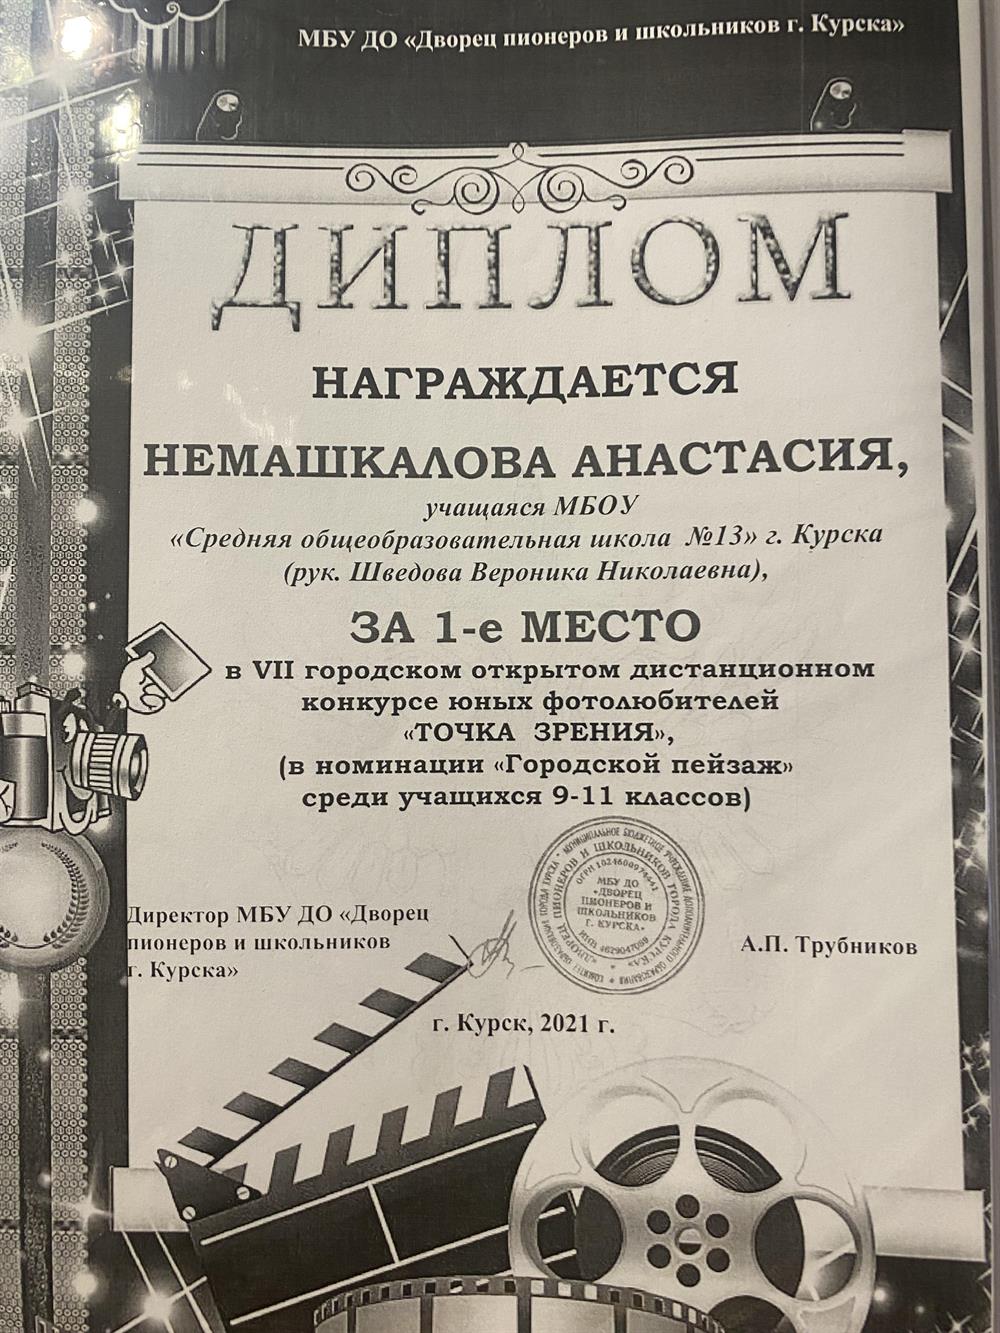 МБУ ДО «Дворец пионеров и школьников г. Курска»
ДИПЛОМ
НАГРАЖДАЕТСЯ
НЕМАШКАЛОВА АНАСТАСИЯ,
учащаяся МБОУ
«Средняя общеобразовательная школа №13» г. Курска
(рук. Шведова Вероника Николаевна),
ЗА 1-е МЕСТО
в VII городском открытом дистанционном
конкурсе юных фотолюбителей
«ТОЧКА ЗРЕНИЯ»,
(в номинации «Городской пейзаж»
среди учащихся 9-11 классов)
МБУ ДО
«ДВОРЕЦ
ПИОНЕРОВ И
ШКОЛЬНИКОВ
Г. КУРСКА»
Директор МБУ ДО «Дворец
пионеров и школьников
г. Курска»
А.П. Трубников
г. Курск, 2021 г.